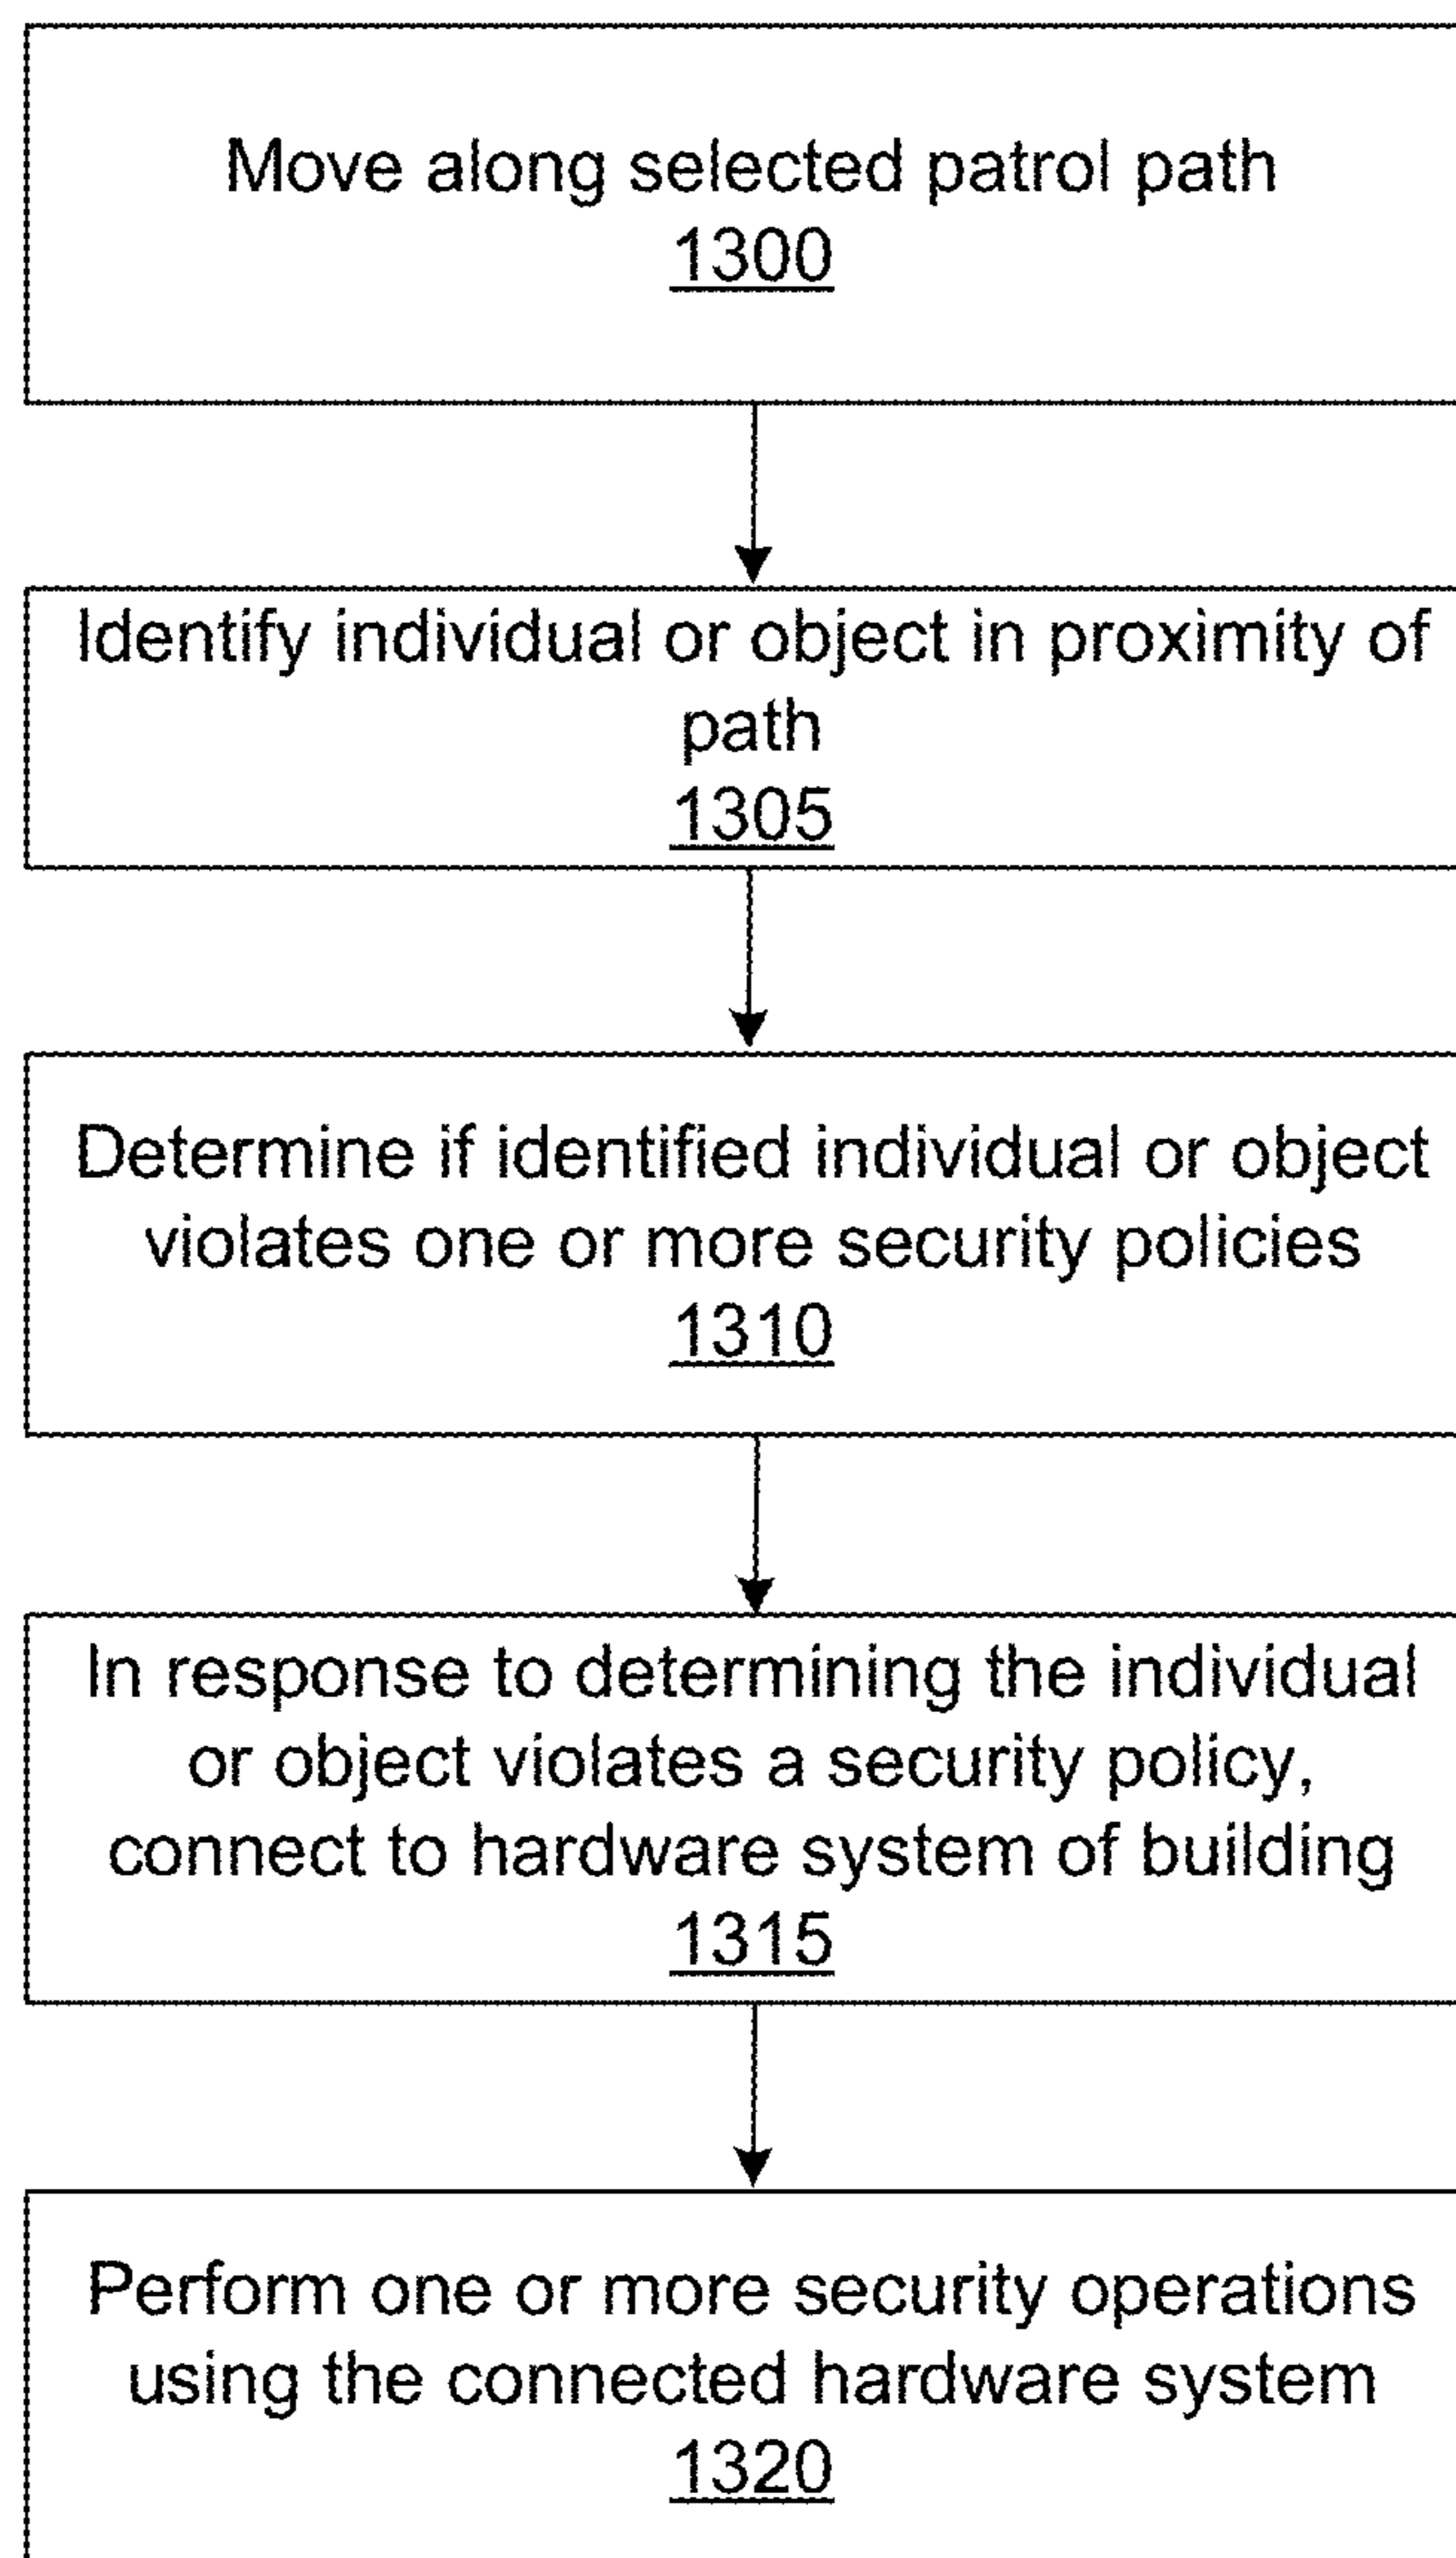 Move along selected patrol path
1300
Identify individual or object in proximity of
path
1305
Determine if identified individual or object
violates one or more security policies
1310
In response to determining the individual
or object violates a security policy,
connect to hardware system of building
1315
Perform one or more security operations
using the connected hardware system
1320